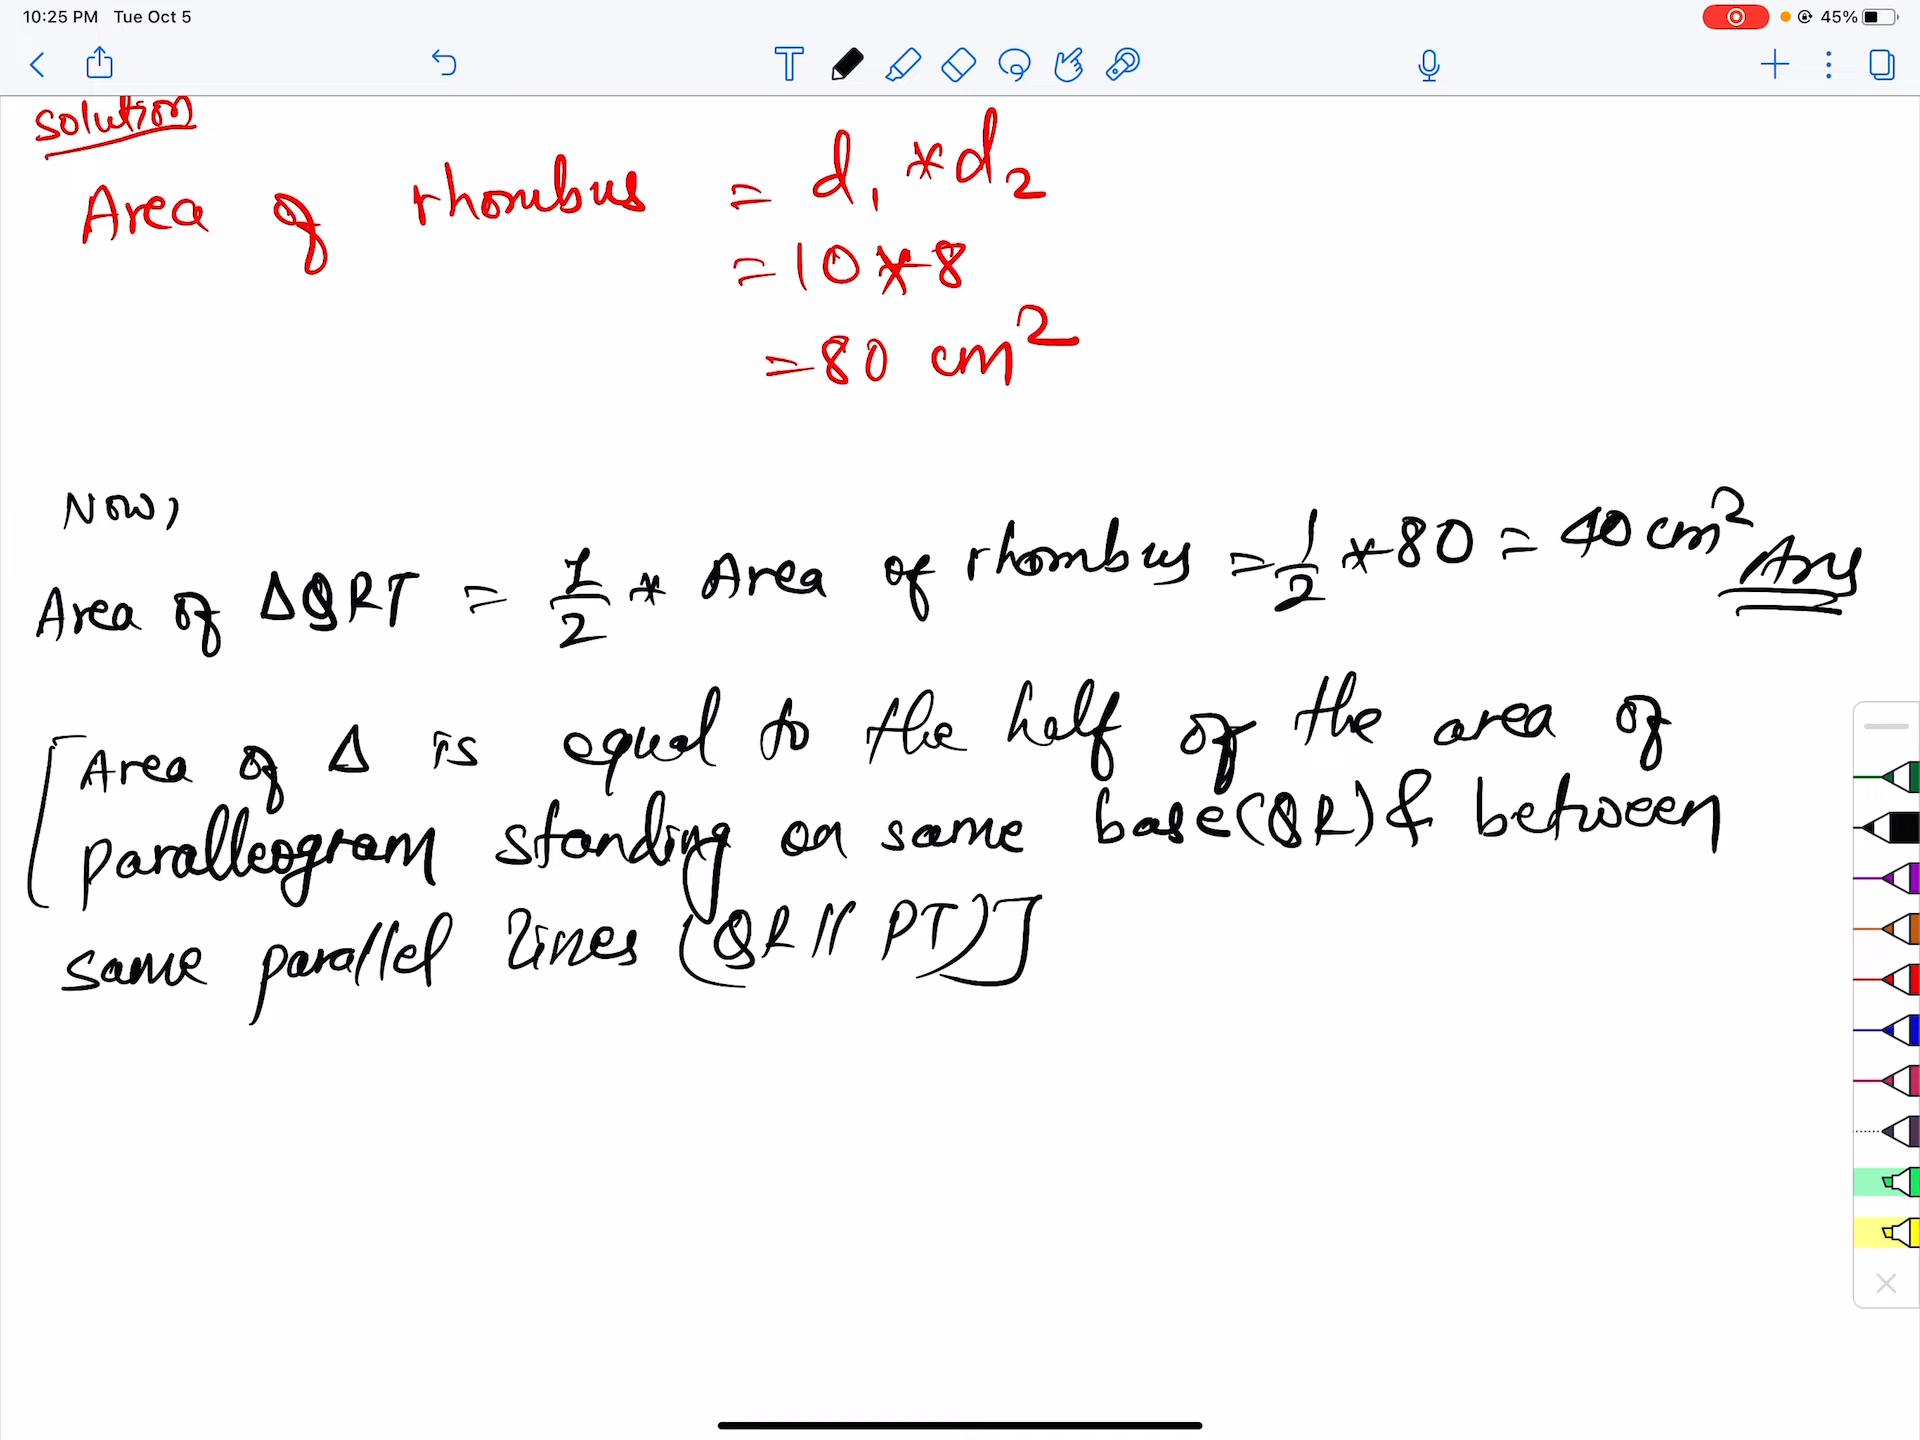 10:25 PM Tue Oct 5
45%
solution
Area of rhombus = d1 * d2
= 10 * 8
= 80 cm²
Now,
Area of ΔQRT = 1/2 * Area of rhombus = 1/2 * 80 = 40 cm² Ans
[Area of Δ is equal to the half of the area of
paralleogram standing on same base (QR) & between
same parallel lines (QR // PT)]